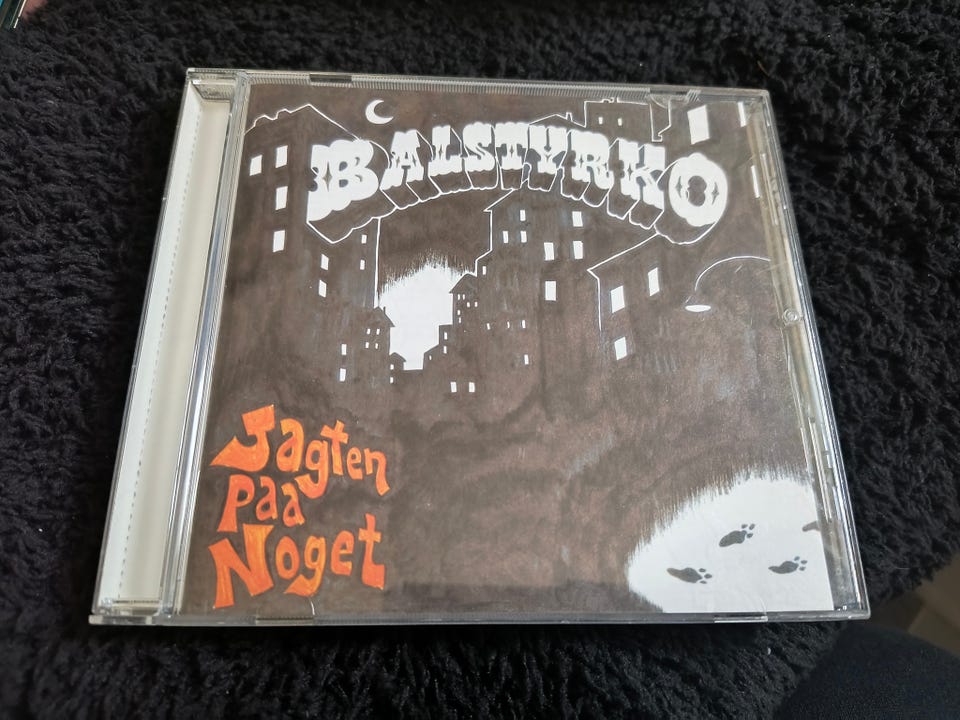 BALSTYRKO
Jagten
paa
Noget